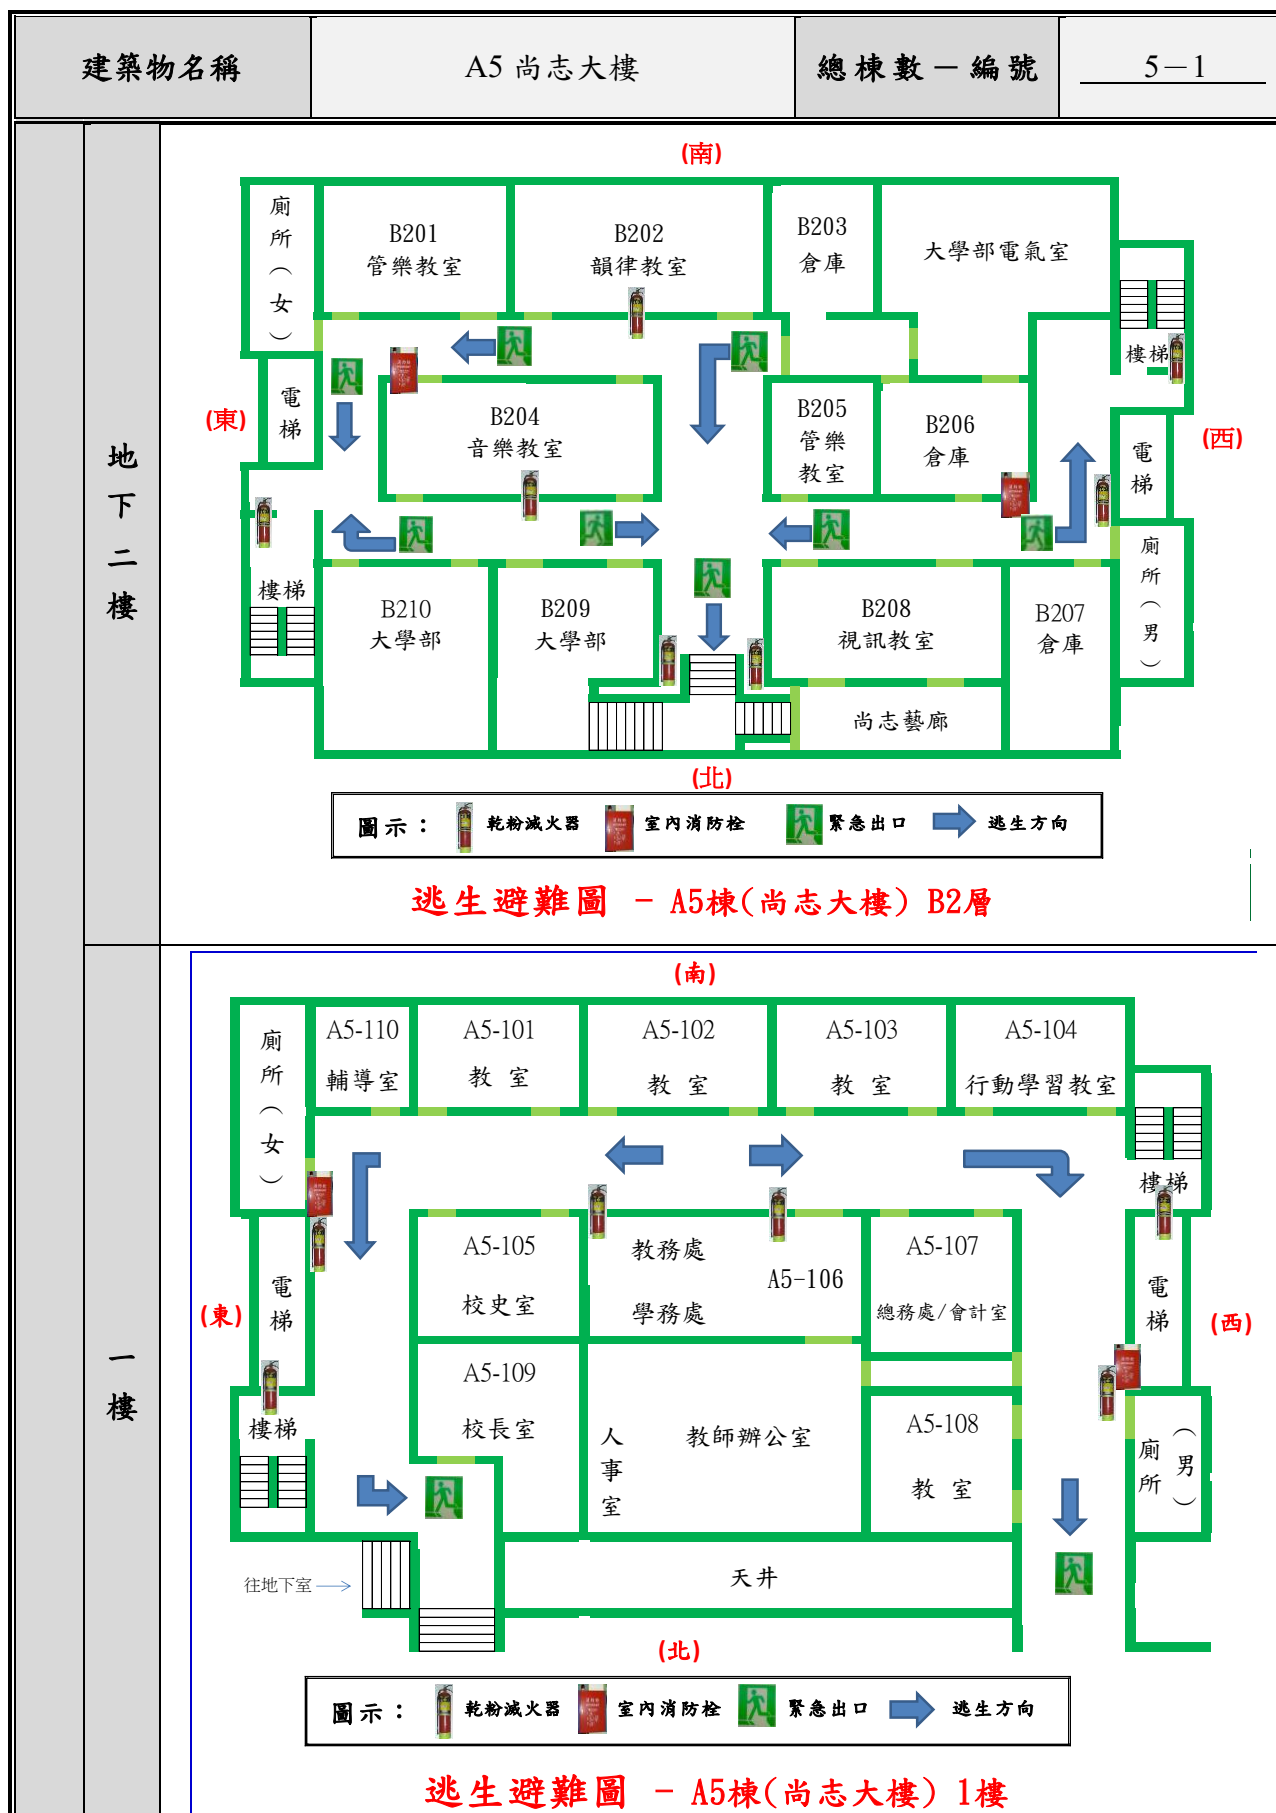 建築物名稱
A5 尚志大樓
總棟數－編號
5－1
地下二樓
(南)
廁所（女）
B201
管樂教室
B202
韻律教室
B203
倉庫
大學部電氣室
樓梯
(東)
電梯
B204
音樂教室
B205
管樂
教室
B206
倉庫
電梯
(西)
樓梯
B210
大學部
B209
大學部
B208
視訊教室
B207
倉庫
廁所（男）
尚志藝廊
(北)
圖示：
乾粉滅火器
室內消防栓
緊急出口
逃生方向
逃生避難圖 - A5棟(尚志大樓) B2層
一樓
(南)
廁所（女）
A5-110
輔導室
A5-101
教 室
A5-102
教 室
A5-103
教 室
A5-104
行動學習教室
樓梯
(東)
電梯
A5-105
校史室
教務處
學務處
A5-106
A5-107
總務處/會計室
電梯
(西)
樓梯
A5-109
校長室
人事室
教師辦公室
A5-108
教 室
廁所（男）
往地下室
天井
(北)
圖示：
乾粉滅火器
室內消防栓
緊急出口
逃生方向
逃生避難圖 - A5棟(尚志大樓) 1樓